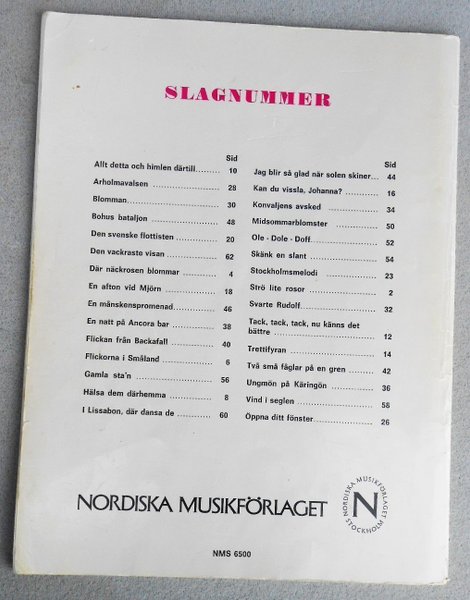 SLAGNUMMER
Sid
Allt detta och himlen därtill.......... 10
Arholmavalsen .................... 28
Blomman.......................... 30
Bohus bataljon ..................... 48
Den svenske flottisten ............. 20
Den vackraste visan ............... 62
Där näckrosen blommar ........... 4
En afton vid Mjörn ................ 18
En månskenspromenad............ 46
En natt på Ancora bar ............. 38
Flickan från Backafall ............. 40
Flickorna i Småland ............... 6
Gamla sta'n ....................... 56
Hälsa dem därhemma ............. 8
I Lissabon, där dansa de .......... 60
Sid
Jag blir så glad när solen skiner... 44
Kan du vissla, Johanna? .......... 16
Konvaljens avsked ................ 34
Midsommarblomster .............. 50
Ole - Dole - Doff................... 52
Skänk en slant .................... 54
Stockholmsmelodi ................ 23
Strö lite rosor ..................... 2
Svarte Rudolf...................... 32
Tack, tack, tack, nu känns det
bättre ............................. 12
Trettifyran ........................ 14
Två små fåglar på en gren ........ 42
Ungmön på Käringön ............. 36
Vind i seglen ...................... 58
Öppna ditt fönster................. 26
NORDISKA MUSIKFÖRLAGET
NORDISKA MUSIKFÖRLAGET
STOCKHOLM
N
NMS 6500